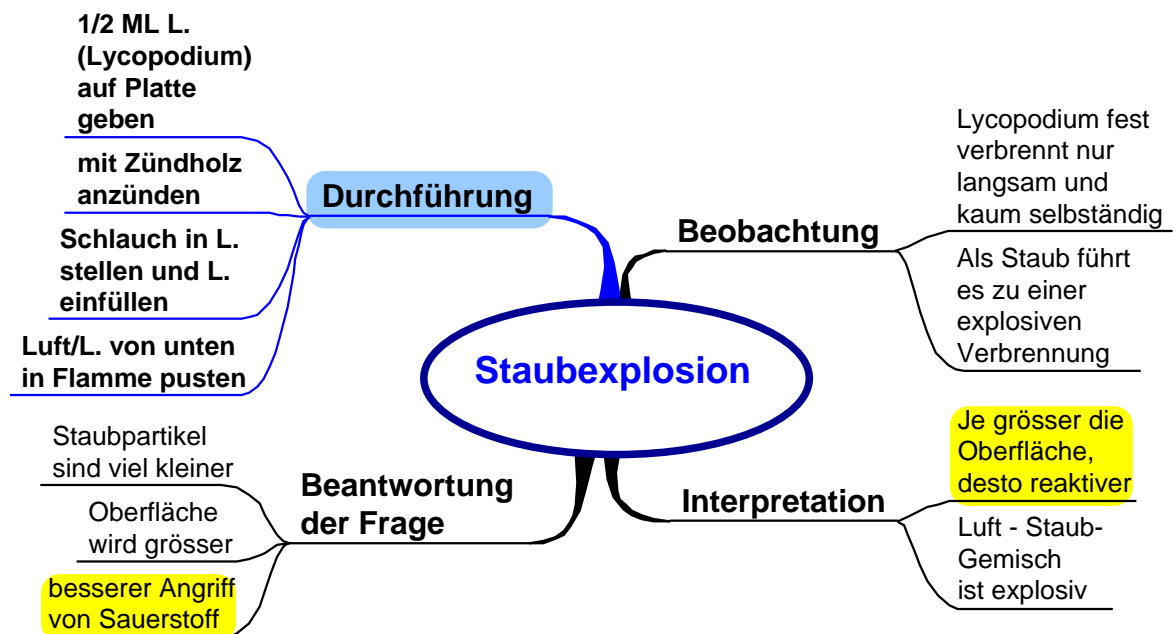 Staubexplosion
Durchführung
1/2 ML L.
(Lycopodium)
auf Platte
geben
mit Zündholz
anzünden
Schlauch in L.
stellen und L.
einfüllen
Luft/L. von unten
in Flamme pusten
Beobachtung
Lycopodium fest
verbrennt nur
langsam und
kaum selbständig
Als Staub führt
es zu einer
explosiven
Verbrennung
Interpretation
Je grösser die
Oberfläche,
desto reaktiver
Luft - Staub-
Gemisch
ist explosiv
Beantwortung
der Frage
Staubpartikel
sind viel kleiner
Oberfläche
wird grösser
besserer Angriff
von Sauerstoff